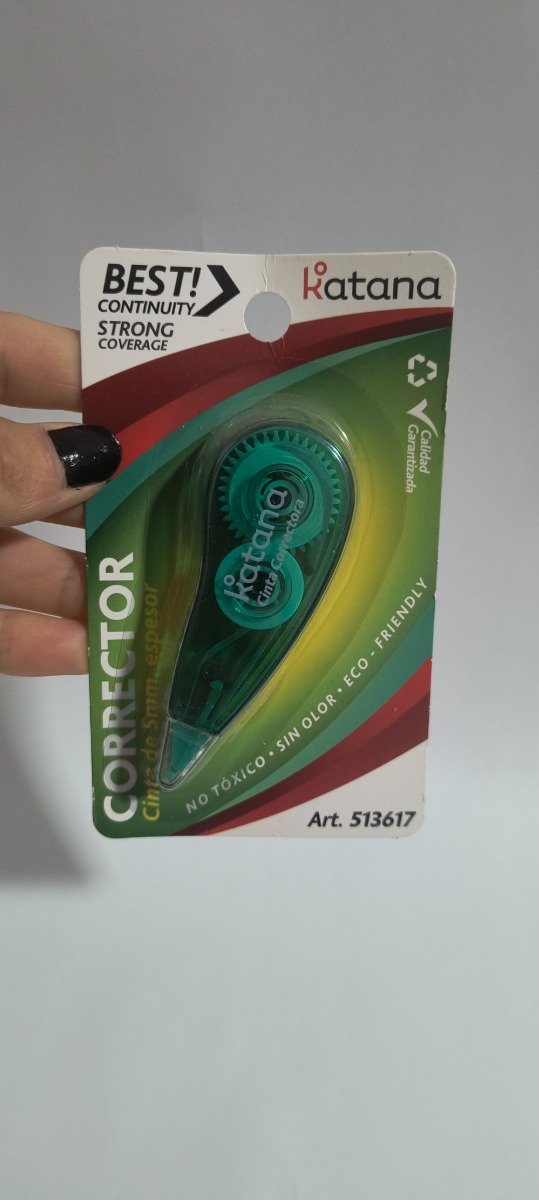 BEST!
CONTINUITY
STRONG
COVERAGE
katana
Calidad
Garantizada
katana
Cinta Correctora
CORRECTOR
Cinta de 5mm. espesor
NO TÓXICO • SIN OLOR • ECO - FRIENDLY
Art. 513617